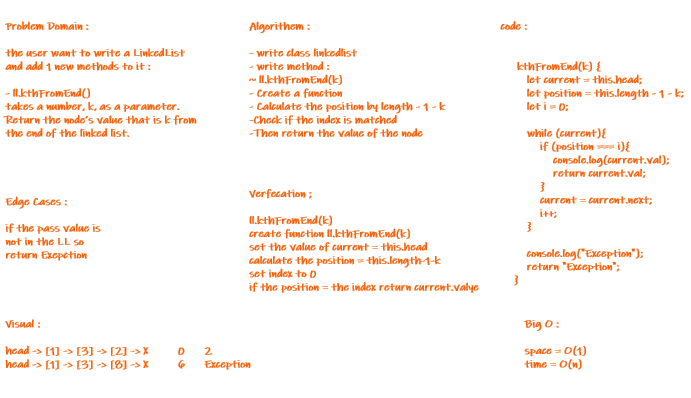 Problem Domain :
the user want to write a LinkedList
and add 1 new methods to it :
- ll.kthFromEnd()
takes a number, k, as a parameter.
Return the node's value that is k from
the end of the linked list.
Edge Cases :
if the pass value is
not in the LL so
return Exepction
Visual :
head -> [1] -> [3] -> [2] -> X 0 2
head -> [1] -> [3] -> [8] -> X 6 Exception
Algorithem :
- write class linkedlist
- write method :
~ ll.kthFromEnd(k)
- Create a function
- Calculate the position by length - 1 - k
-Check if the index is matched
-Then return the value of the node
Verfecation ;
ll.kthFromEnd(k)
create function ll.kthFromEnd(k)
set the value of current = this.head
calculate the position = this.length-1-k
set index to 0
if the position = the index return current.valye
code :
kthFromEnd(k) {
let current = this.head;
let position = this.length - 1 - k;
let i = 0;
while (current){
if (position === i){
console.log(current.val);
return current.val;
}
current = current.next;
i++;
}
console.log("Exception");
return "Exception";
}
Big O :
space = O(1)
time = O(n)